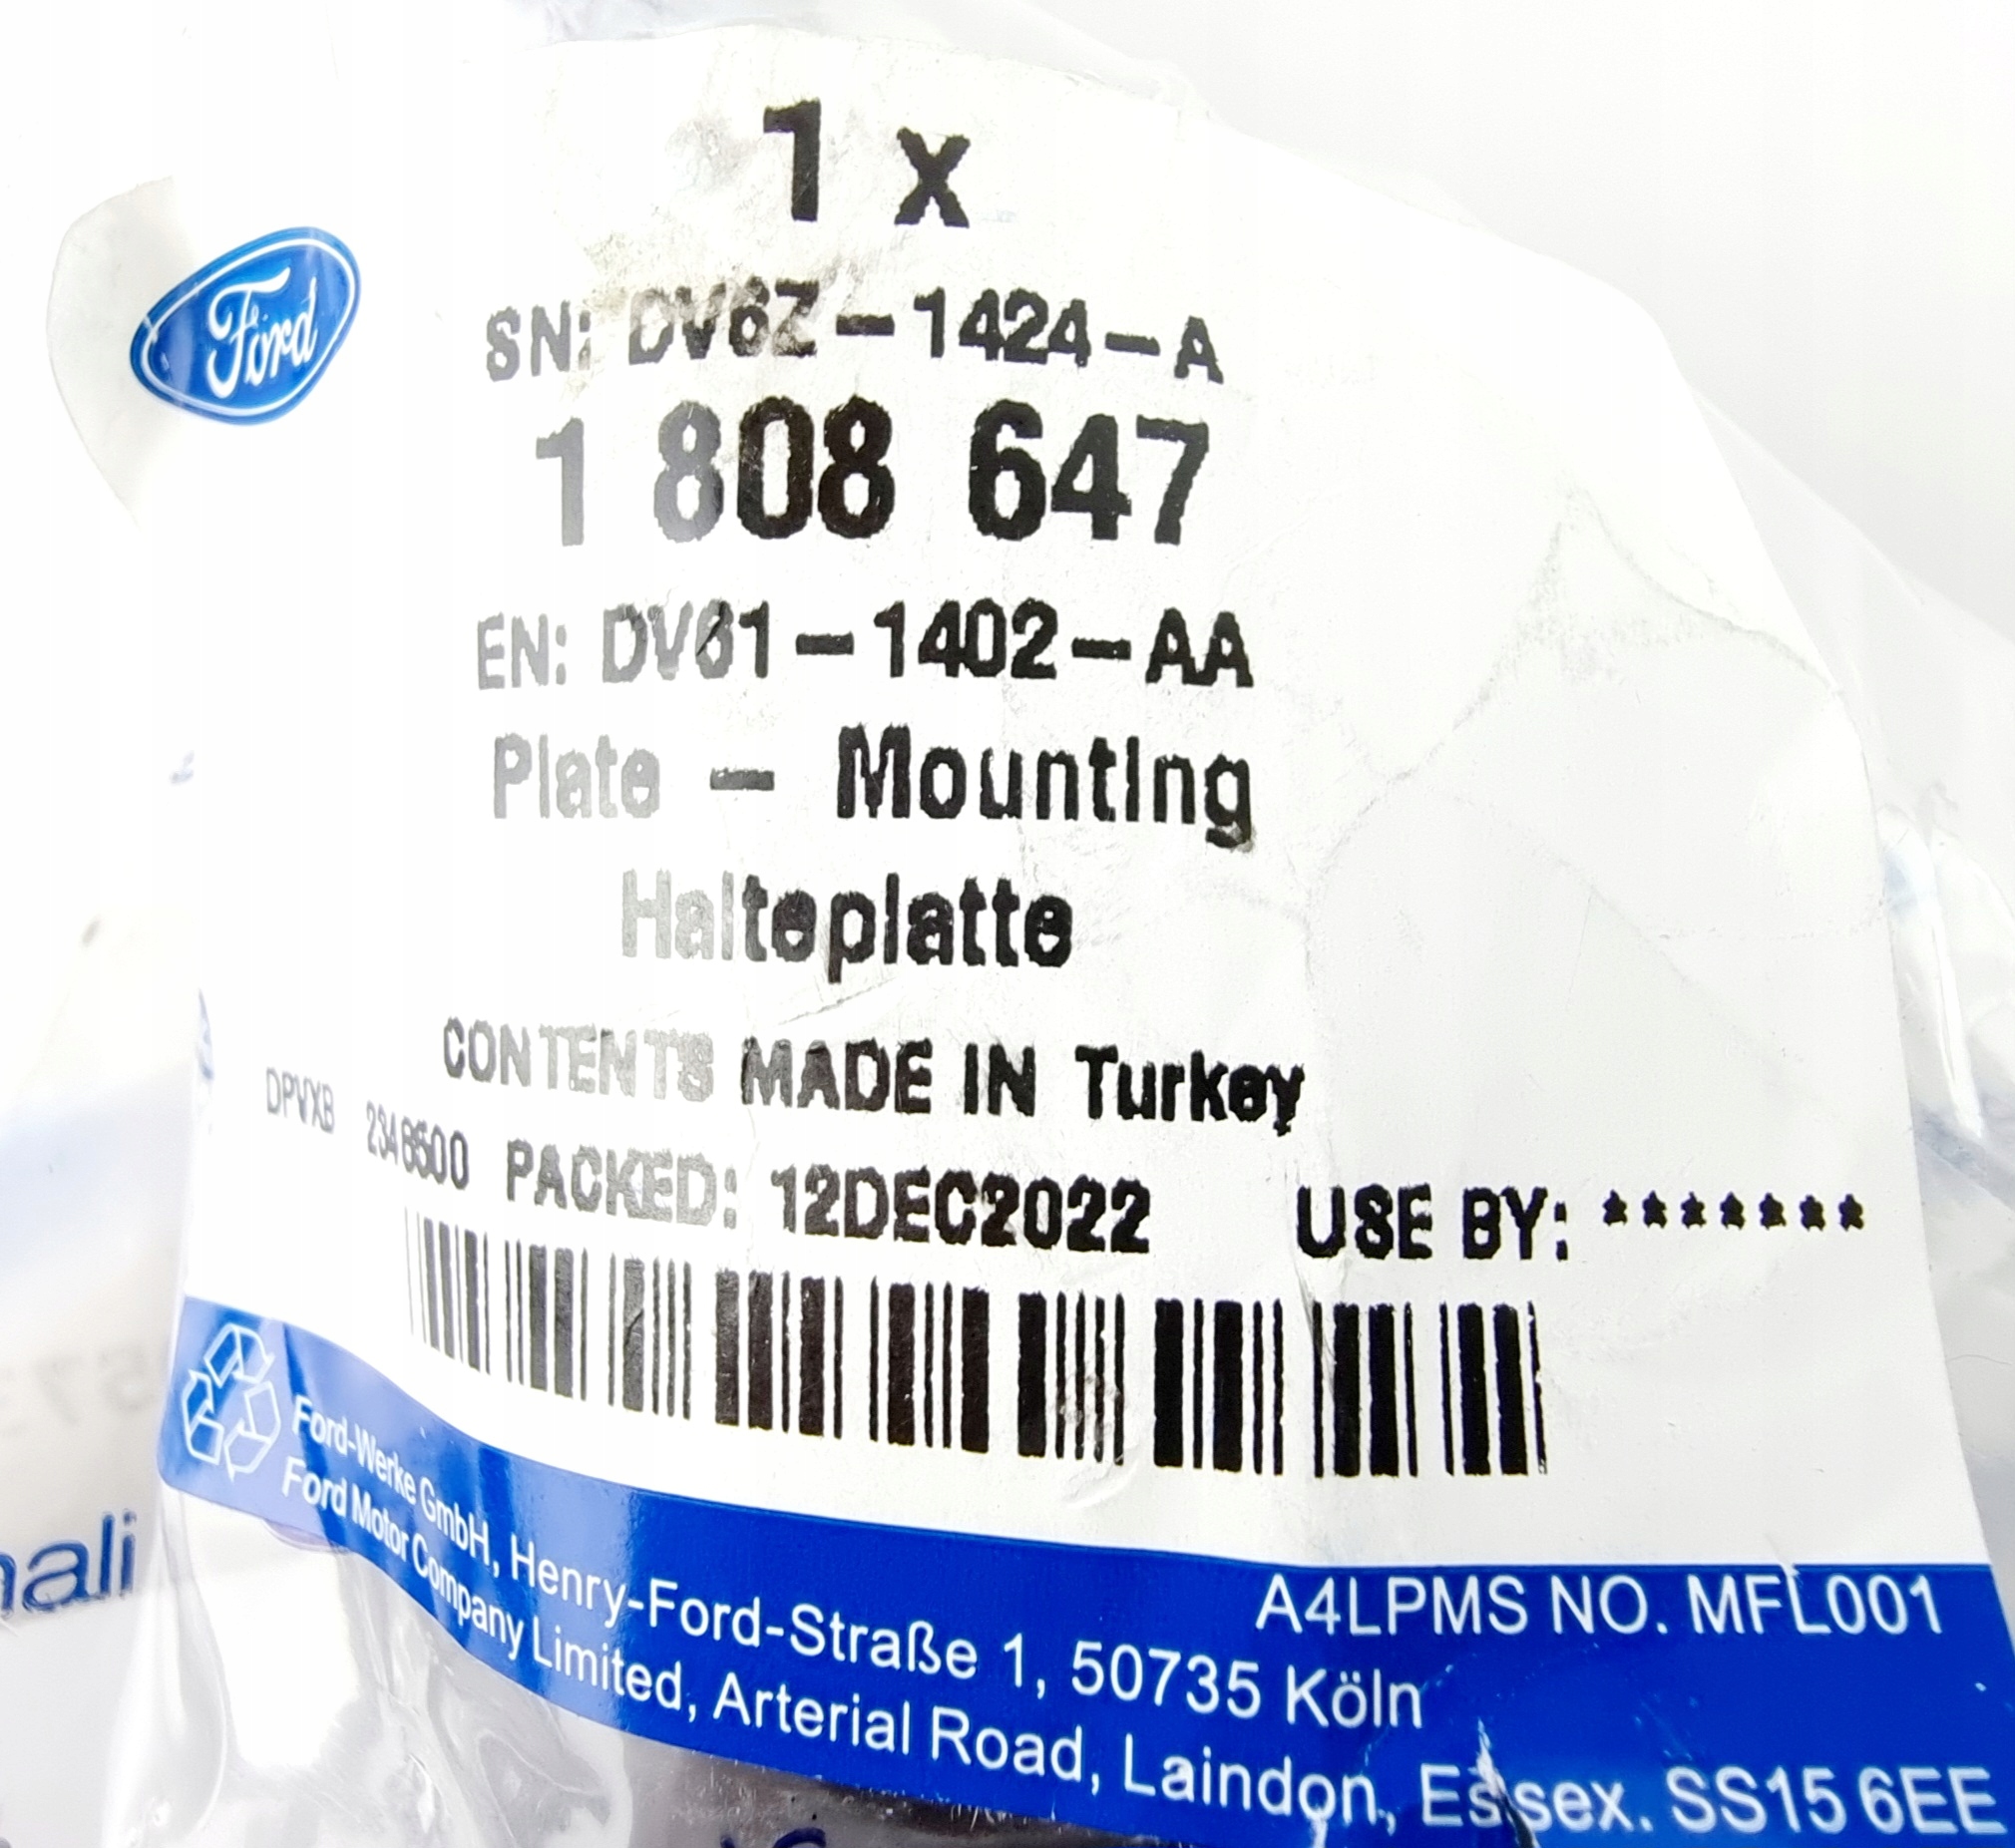 1 x
Ford
SN: DV6Z-1424-A
1 808 647
EN: DV61-1402-AA
Plate - Mounting
Halteplatte
CONTENTS MADE IN Turkey
DPVXB 2346500 PACKED: 12DEC2022 USE BY: *******
A4LPMS NO. MFL001
Ford-Werke GmbH, Henry-Ford-Straße 1, 50735 Köln
Ford Motor Company Limited, Arterial Road, Laindon, Essex. SS15 6EE